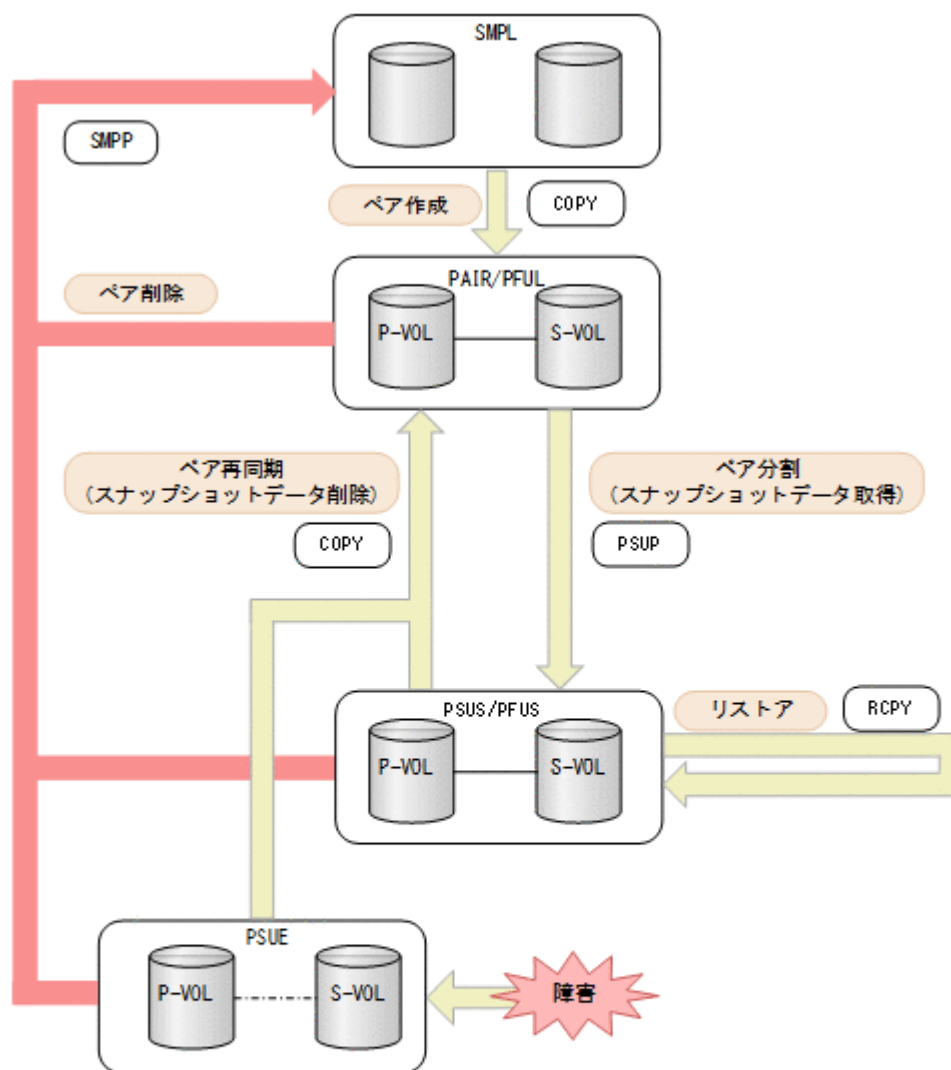 SMPL
SMPP
ペア作成
COPY
PAIR/PFUL
ペア削除
P-VOL
S-VOL
ペア再同期
(スナップショットデータ削除)
COPY
ペア分割
(スナップショットデータ取得)
PSUP
PSUS/PFUS
リストア
RCPY
P-VOL
S-VOL
PSUE
P-VOL
S-VOL
障害